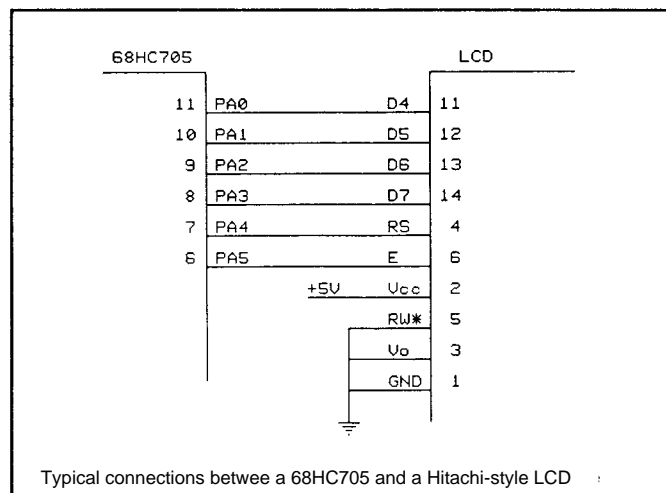 68HC705 LCD
11 PA0 D4 11
10 PA1 D5 12
9 PA2 D6 13
8 PA3 D7 14
7 PA4 RS 4
6 PA5 E 6
+5V Vcc 2
RW* 5
Vo 3
GND 1
Typical connections betwee a 68HC705 and a Hitachi-style LCD